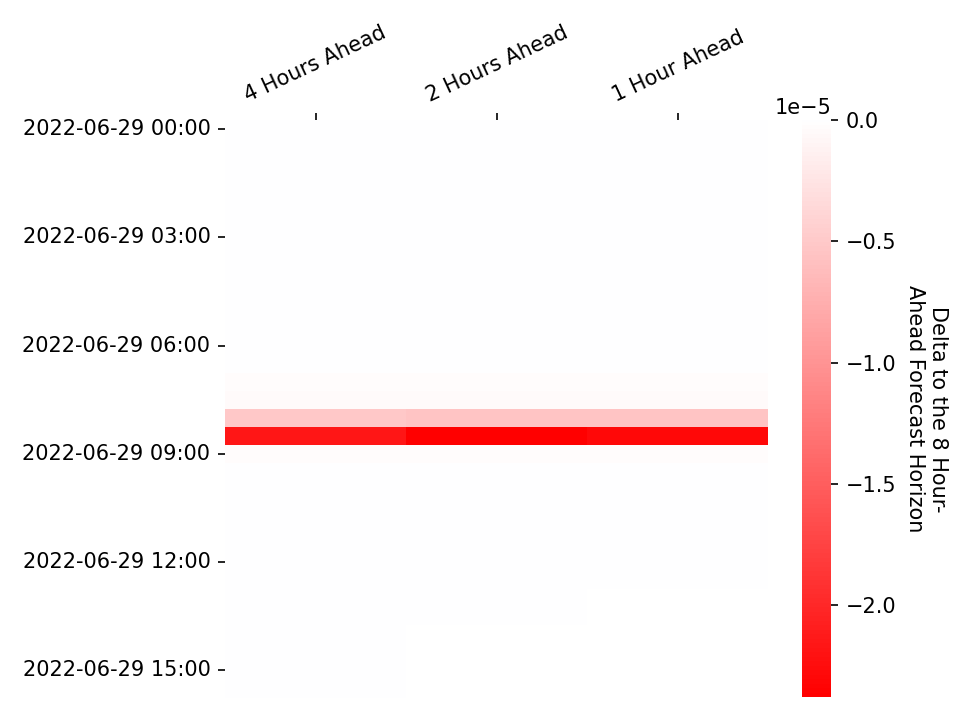 4 Hours Ahead
2 Hours Ahead
1 Hour Ahead
1e−5
2022-06-29 00:00
2022-06-29 03:00
2022-06-29 06:00
2022-06-29 09:00
2022-06-29 12:00
2022-06-29 15:00
0.0
−0.5
−1.0
−1.5
−2.0
Delta to the 8 Hour-
Ahead Forecast Horizon